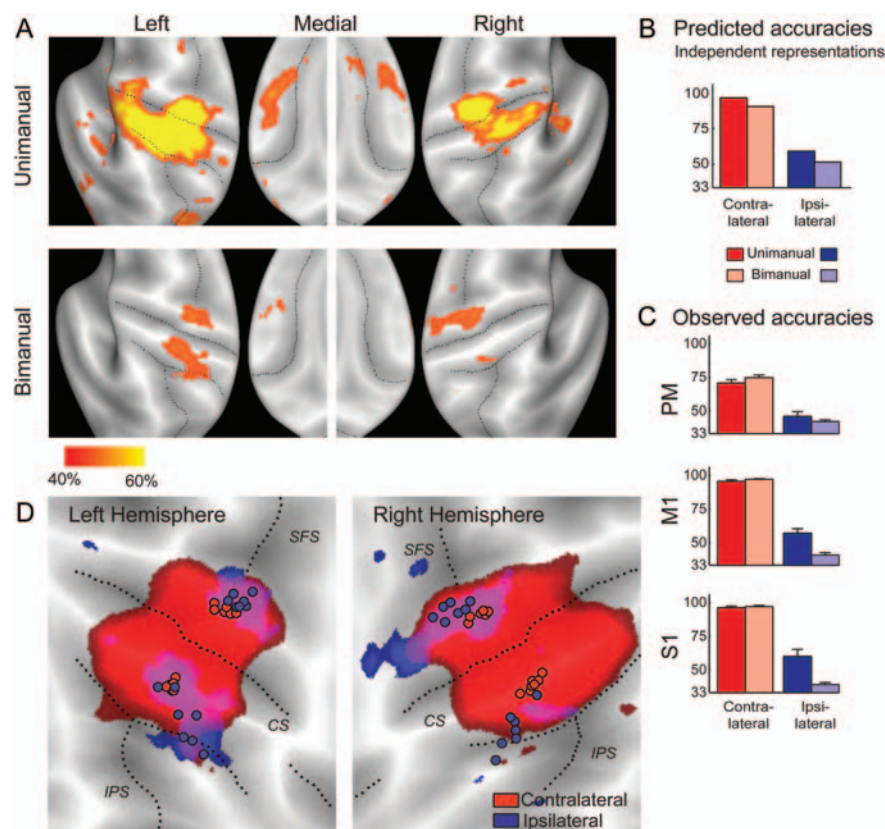 A
Left Medial Right
Unimanual
Bimanual
40% 60%
B Predicted accuracies
Independent representations
100
75
50
33
Contra-
lateral
Ipsi-
lateral
Unimanual
Bimanual
C Observed accuracies
PM
100
75
50
33
M1
100
75
50
33
S1
100
75
50
33
Contra-
lateral
Ipsi-
lateral
D Left Hemisphere
SFS
CS
IPS
Right Hemisphere
SFS
CS
IPS
Contralateral
Ipsilateral